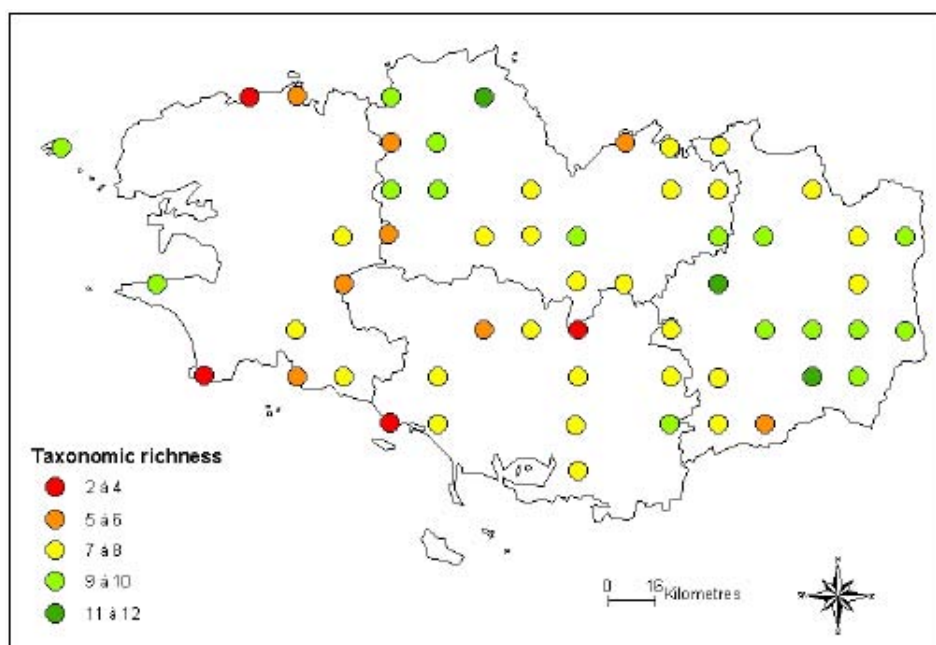 Taxonomic richness
2 à 4
5 à 6
7 à 8
9 à 10
11 à 12
0 16 Kilometres